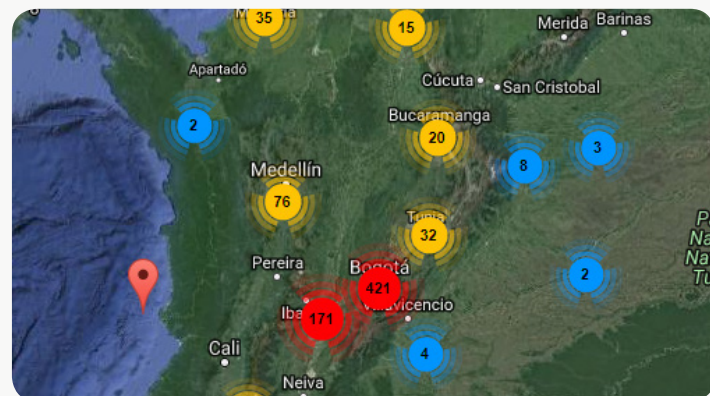 35
15
Merida
Barinas
Apartadó
Cúcuta
San Cristobal
2
Bucaramanga
20
8
3
Medellín
76
Tunja
32
Pereira
Bogotá
2
421
171
4
Cali
Neiva